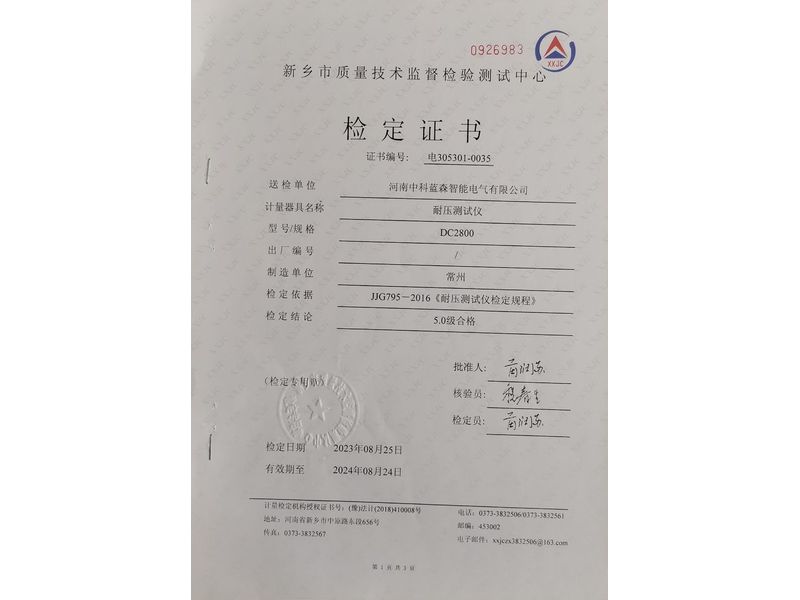 0926983
XXJC
新乡市质量技术监督检验测试中心
检定证书
证书编号: 电305301-0035
送检单位 河南中科蓝森智能电气有限公司
计量器具名称 耐压测试仪
型号/规格 DC2800
出厂编号 /
制造单位 常州
检定依据 JJG795-2016《耐压测试仪检定规程》
检定结论 5.0级合格
批准人:
(检定专用章)
核验员:
检定员:
检定日期 2023年08月25日
有效期至 2024年08月24日
计量检定机构授权证书号: (豫)法计(2018)410008号
电话: 0373-3832506/0373-3832561
地址: 河南省新乡市中原路东段656号
邮编: 453002
传真: 0373-3832567
电子邮件: xxjczx3832506@163.com
第 1 页 共 3 页